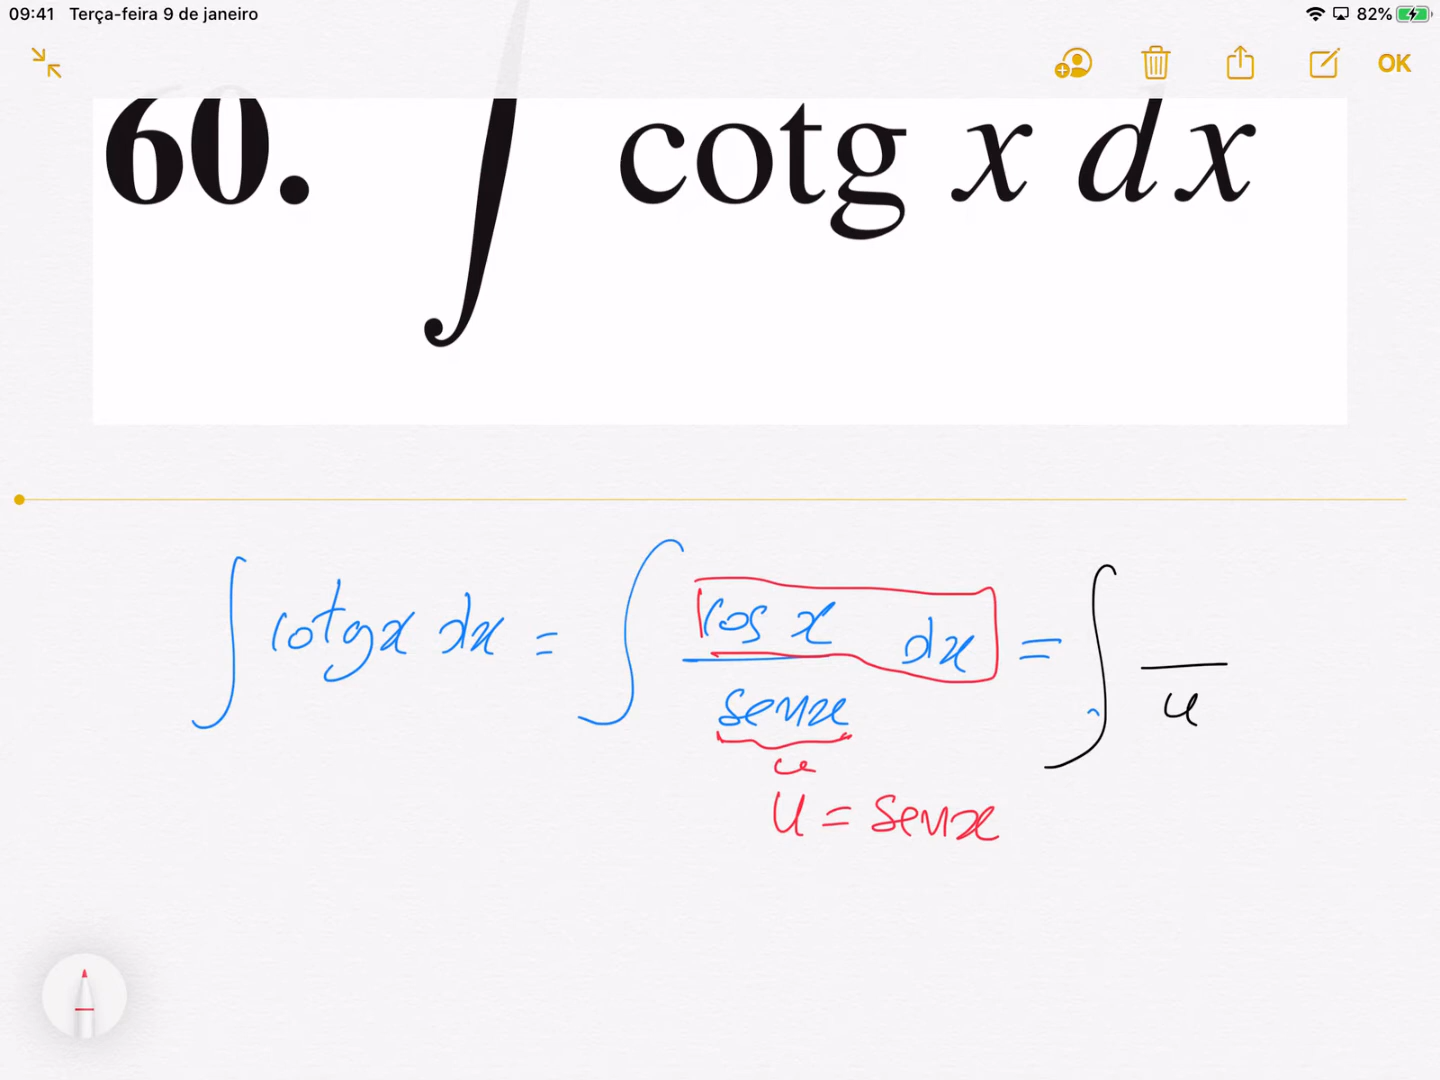 09:41 Terça-feira 9 de janeiro 82%
OK
60. ∫ cotg x dx
∫ cotgx dx = ∫ cos x dx / senx = ∫ / u
u
u = senx